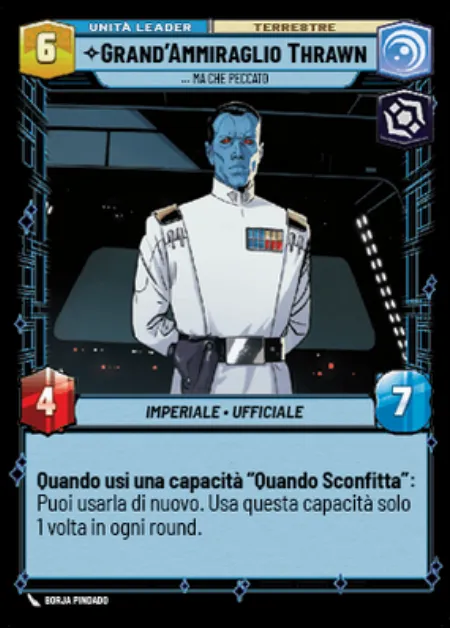 UNITÀ LEADER
TERRESTRE
6
GRAND'AMMIRAGLIO THRAWN
... MA CHE PECCATO
4
IMPERIALE • UFFICIALE
7
Quando usi una capacità “Quando Sconfitta”:
Puoi usarla di nuovo. Usa questa capacità solo
1 volta in ogni round.
BORJA PINDADO